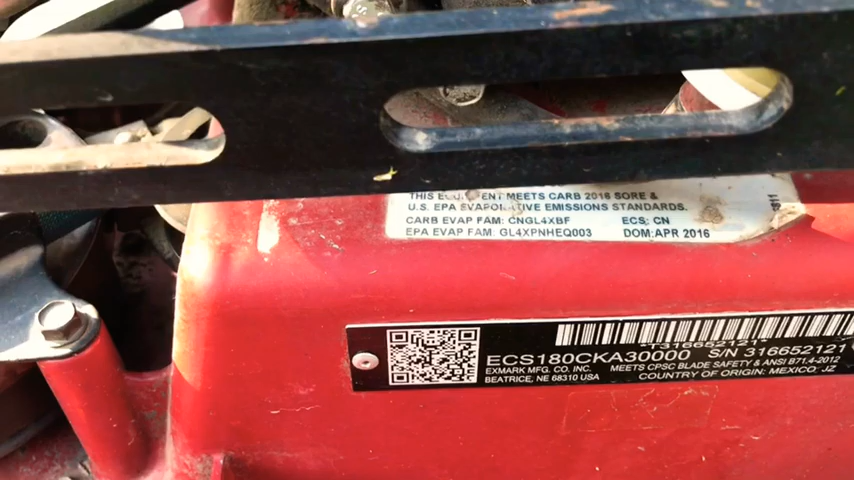 THIS EQUIPMENT MEETS CARB 2016 SORE &
U.S. EPA EVAPORATIVE EMISSIONS STANDARDS.
CARB EVAP FAM: CNGL4XBF ECS: CN
EPA EVAP FAM: GL4XPNHEQ003 DOM: APR 2016
*T316652121*
ECS180CKA30000 S/N 316652121
EXMARK MFG. CO. INC. MEETS CPSC BLADE SAFETY & ANSI B71.4-2012
BEATRICE, NE 68310 USA COUNTRY OF ORIGIN: MEXICO; JZ